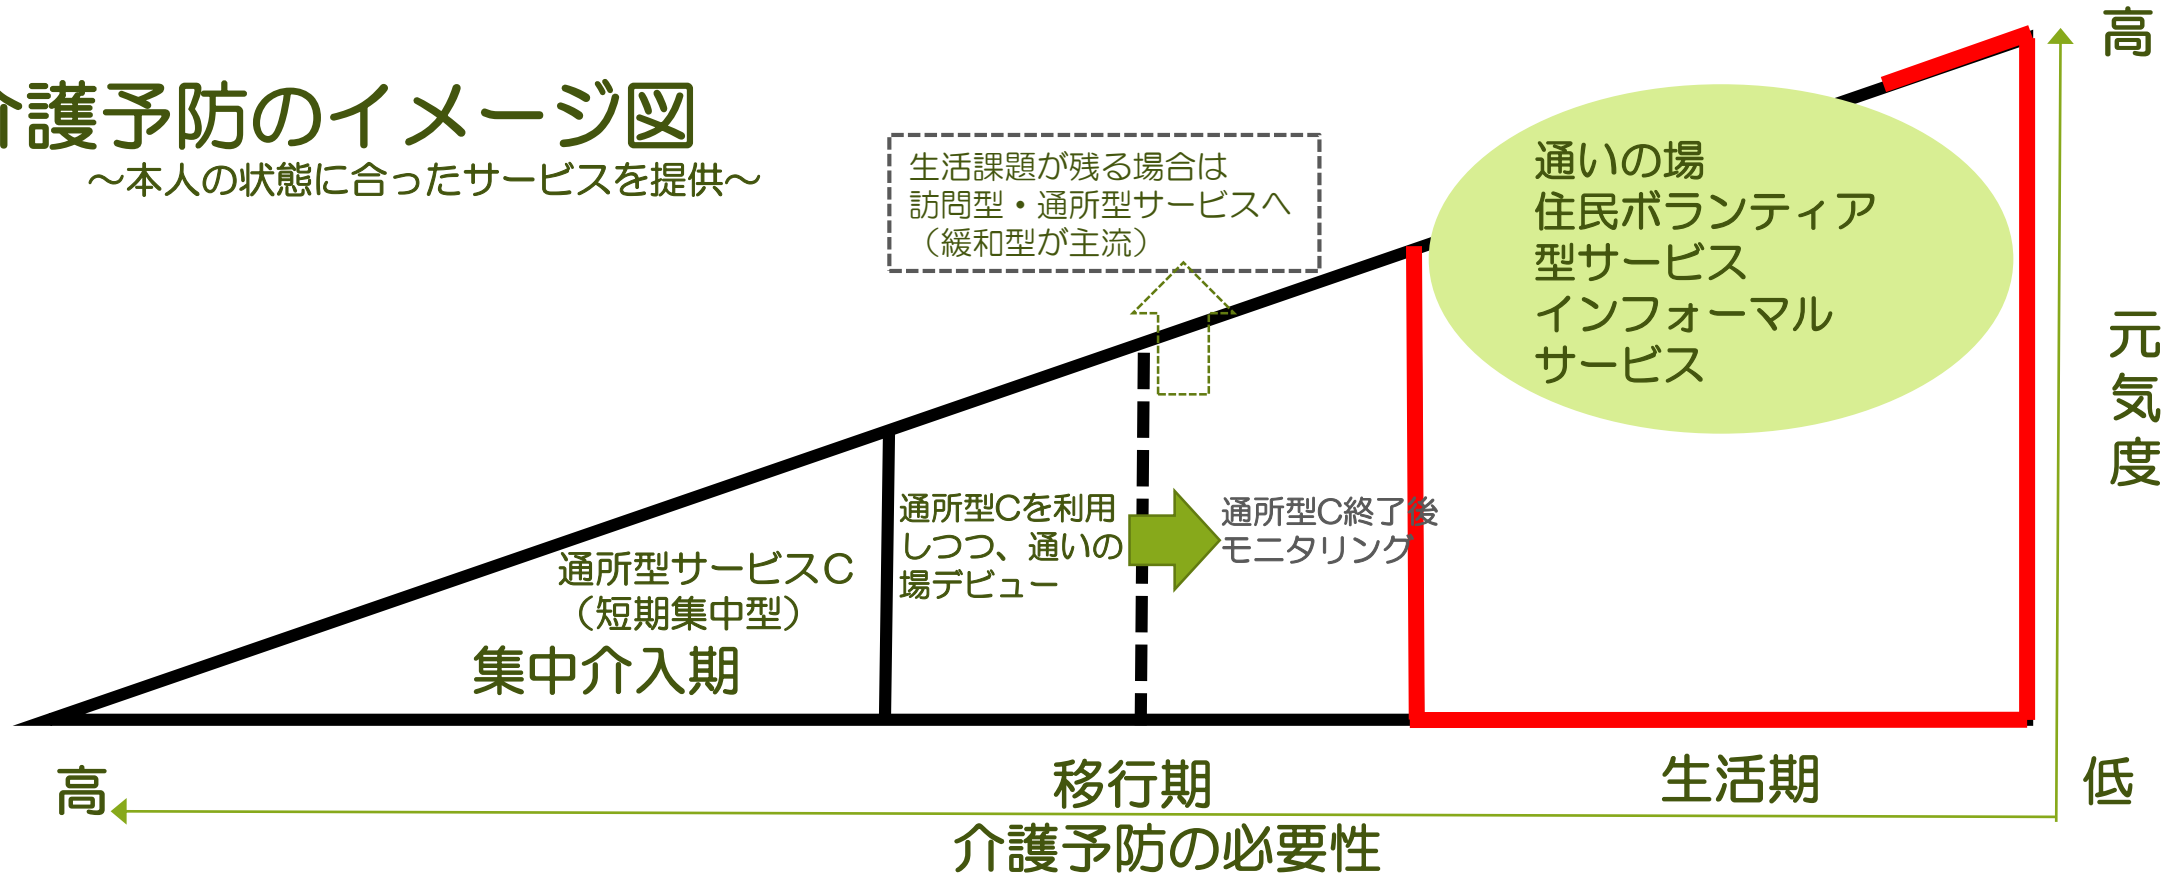 介護予防のイメージ図
～本人の状態に合ったサービスを提供～
生活課題が残る場合は
訪問型・通所型サービスへ
（緩和型が主流）
通いの場
住民ボランティア
型サービス
インフォーマル
サービス
高
元気度
低
通所型Cを利用
しつつ、通いの
場デビュー
通所型C終了後
モニタリング
通所型サービスＣ
（短期集中型）
集中介入期
移行期
生活期
高
介護予防の必要性